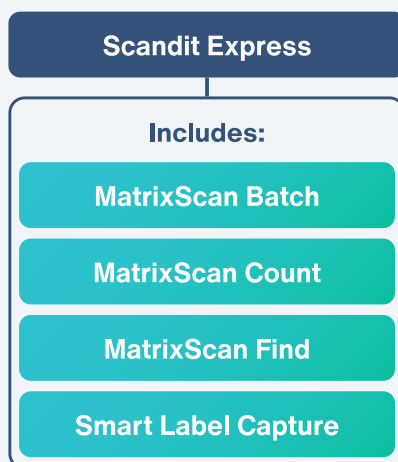 Scandit Express
Includes:
MatrixScan Batch
MatrixScan Count
MatrixScan Find
Smart Label Capture